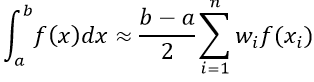 ∫_a^b f(x)dx ≈ (b − a)/2 ∑_{i=1}^n w_i f(x_i)